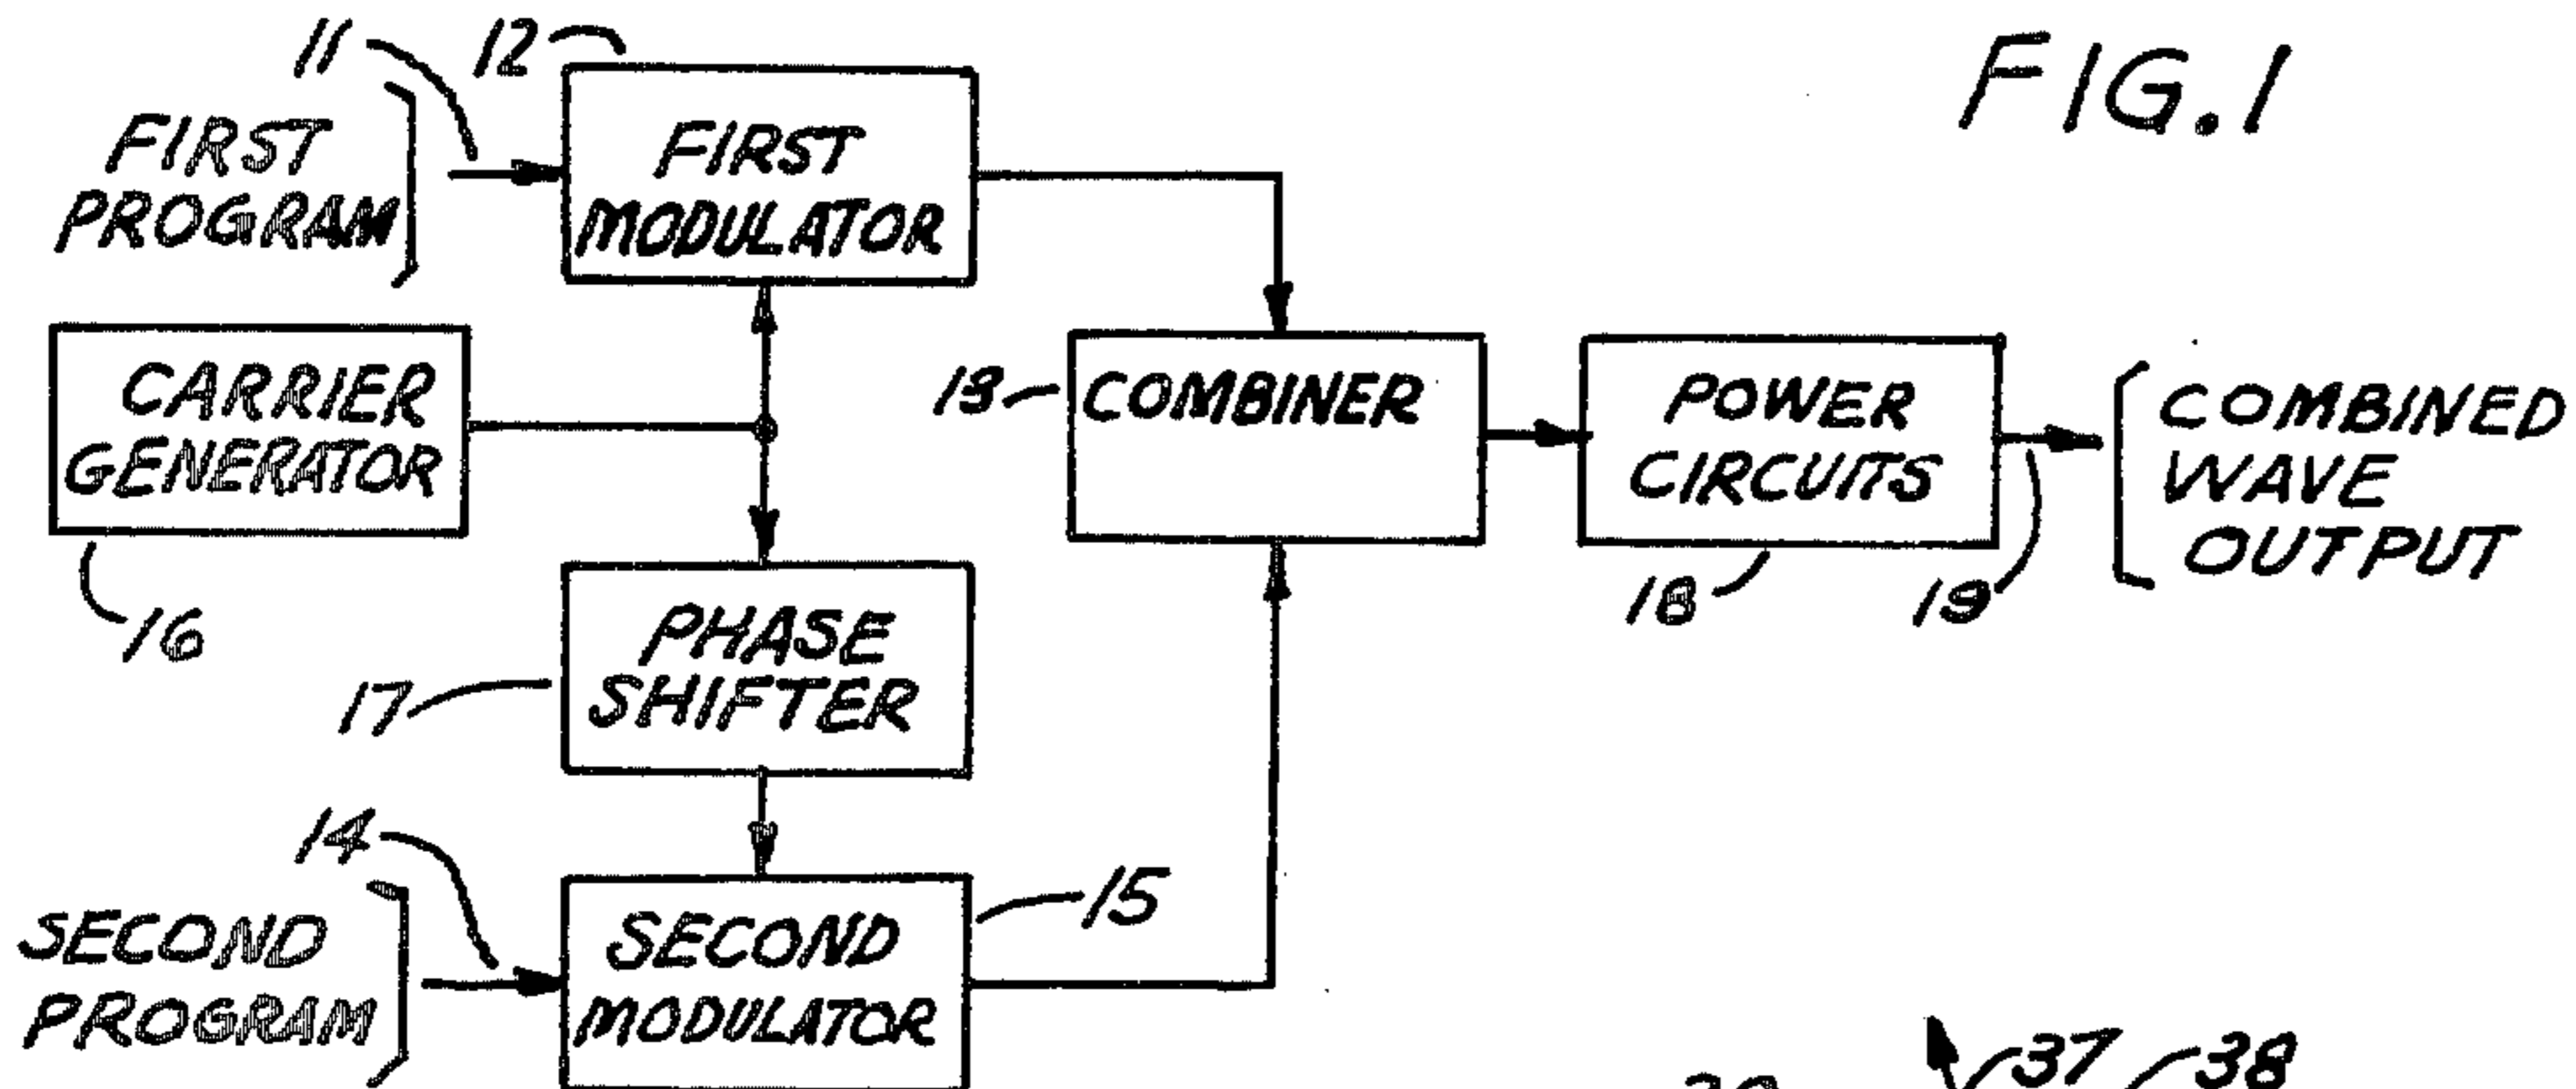 FIG.1
11
12
FIRST
PROGRAM
FIRST
MODULATOR
CARRIER
GENERATOR
16
13
COMBINER
POWER
CIRCUITS
18
19
COMBINED
WAVE
OUTPUT
17
PHASE
SHIFTER
14
SECOND
PROGRAM
SECOND
MODULATOR
15
37
38